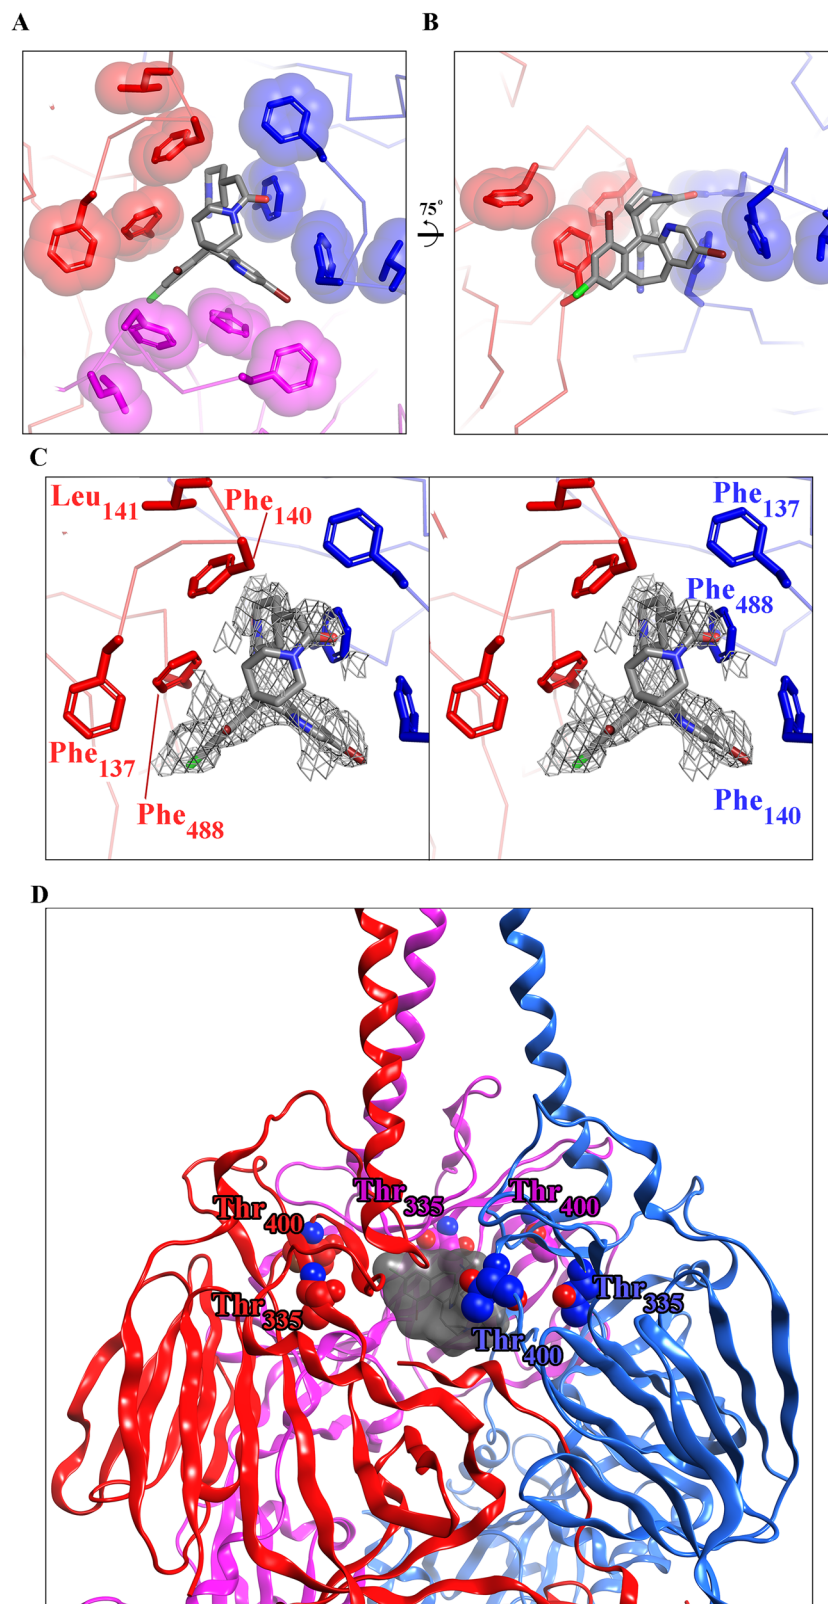 A
B
75°
C
Leu141
Phe140
Phe137
Phe488
Phe137
Phe488
Phe140
D
Thr335
Thr400
Thr400
Thr335
Thr335
Thr400